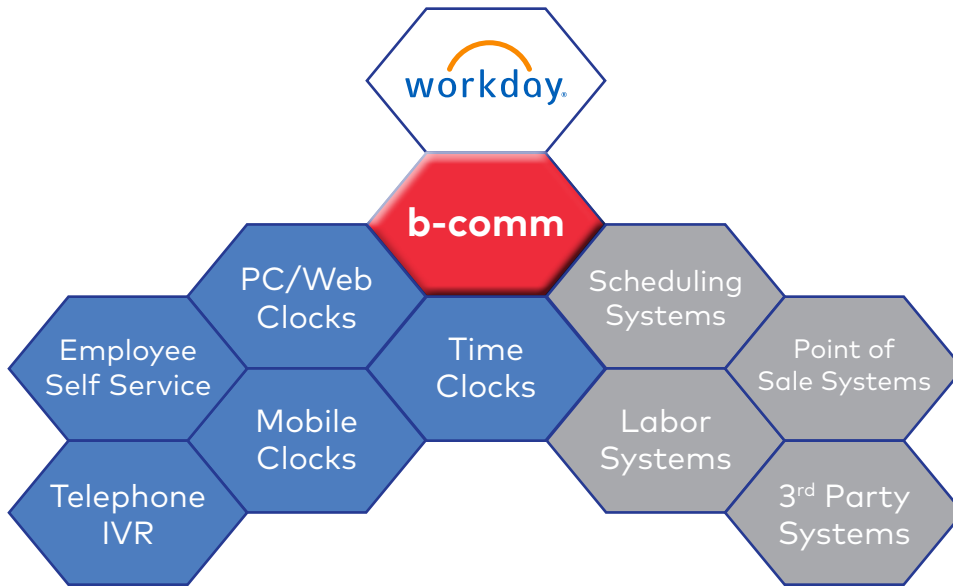 workday®
b-comm
PC/Web
Clocks
Scheduling
Systems
Employee
Self Service
Time
Clocks
Point of
Sale Systems
Mobile
Clocks
Labor
Systems
Telephone
IVR
3rd Party
Systems